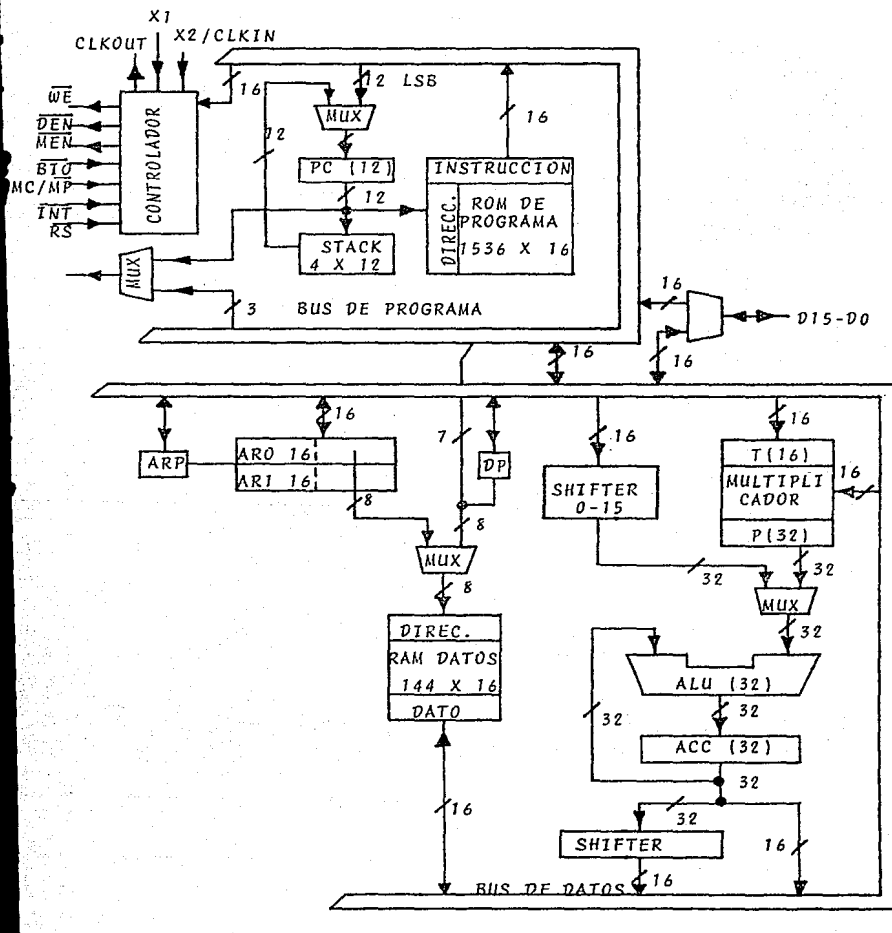 X1
CLKOUT
X2/CLKIN
WE
DEN
MEN
BIO
MC/MP
INT
RS
CONTROLADOR
16
12
LSB
MUX
16
12
PC (12)
12
INSTRUCCION
DIRECC.
ROM DE
PROGRAMA
1536 X 16
STACK
4 X 12
MUX
3
BUS DE PROGRAMA
16
D15-D0
16
16
16
7
16
16
ARP
AR0 16
AR1 16
8
DP
8
SHIFTER
0-15
T(16)
MULTIPLI
CADOR
P(32)
16
MUX
8
32
32
MUX
32
DIREC.
RAM DATOS
144 X 16
DATO
ALU (32)
32
32
ACC (32)
32
32
16
SHIFTER
16
16
BUS DE DATOS